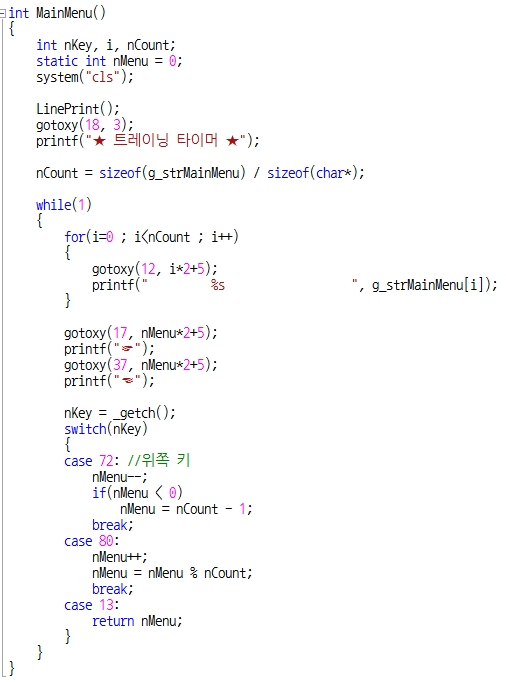 int MainMenu()
{
    int nKey, i, nCount;
    static int nMenu = 0;
    system("cls");
    LinePrint();
    gotoxy(18, 3);
    printf("★ 트레이닝 타이머 ★");
    nCount = sizeof(g_strMainMenu) / sizeof(char*);
    while(1)
    {
        for(i=0 ; i<nCount ; i++)
        {
            gotoxy(12, i*2+5);
            printf("         %s                  ", g_strMainMenu[i]);
        }
        gotoxy(17, nMenu*2+5);
        printf("☞");
        gotoxy(37, nMenu*2+5);
        printf("☜");
        nKey = _getch();
        switch(nKey)
        {
        case 72: //위쪽 키
            nMenu--;
            if(nMenu < 0)
                nMenu = nCount - 1;
            break;
        case 80:
            nMenu++;
            nMenu = nMenu % nCount;
            break;
        case 13:
            return nMenu;
        }
    }
}